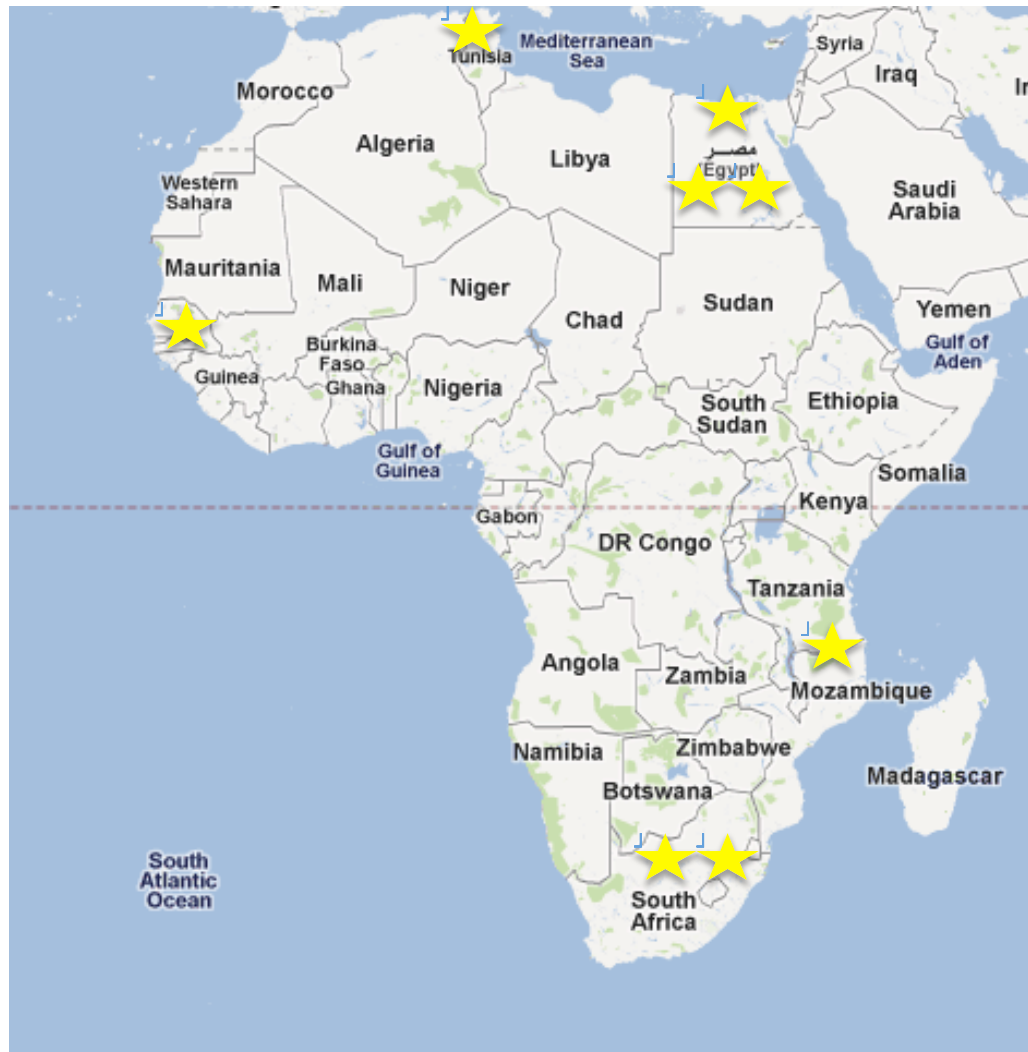 Mediterranean
Sea
Tunisia
Syria
Iraq
Ir
Morocco
Algeria
Libya
مصر
(Egypt)
Western
Sahara
Saudi
Arabia
Mauritania
Mali
Niger
Chad
Sudan
Yemen
Gulf of
Aden
Burkina
Faso
Guinea
Ghana
Nigeria
South
Sudan
Ethiopia
Gulf of
Guinea
Somalia
Kenya
Gabon
DR Congo
Tanzania
Angola
Zambia
Mozambique
Namibia
Zimbabwe
Botswana
Madagascar
South
Atlantic
Ocean
South
Africa